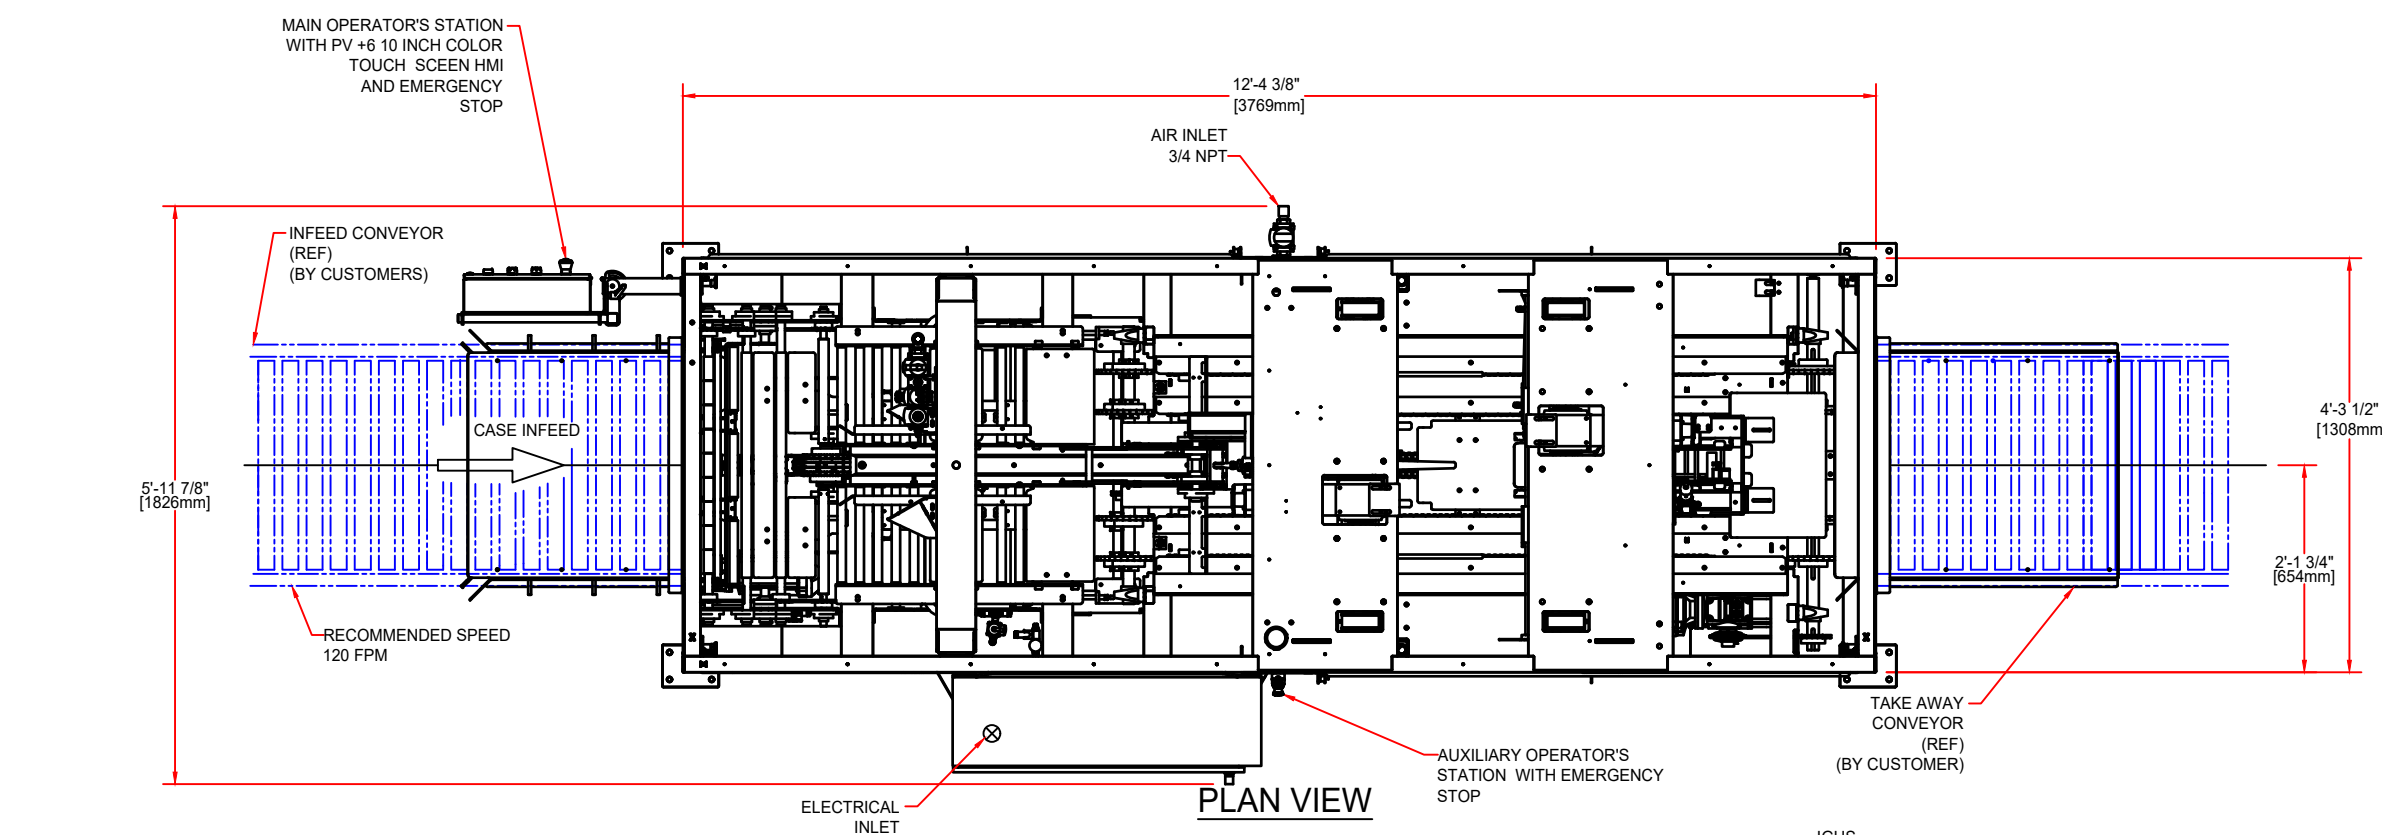 MAIN OPERATOR'S STATION
WITH PV +6 10 INCH COLOR
TOUCH SCEEN HMI
AND EMERGENCY
STOP
12'-4 3/8"
[3769mm]
AIR INLET
3/4 NPT
INFEED CONVEYOR
(REF)
(BY CUSTOMERS)
CASE INFEED
4'-3 1/2"
[1308mm
5'-11 7/8"
[1826mm]
2'-1 3/4"
[654mm]
RECOMMENDED SPEED
120 FPM
TAKE AWAY
CONVEYOR
(REF)
(BY CUSTOMER)
AUXILIARY OPERATOR'S
STATION WITH EMERGENCY
STOP
ELECTRICAL
INLET
PLAN VIEW